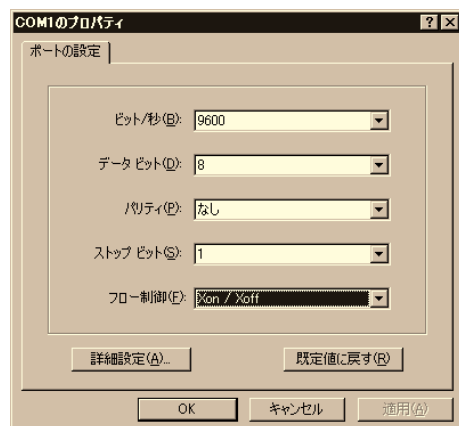 COM1のプロパティ
ポートの設定
ビット/秒(B): 9600
データ ビット(D): 8
パリティ(P): なし
ストップ ビット(S): 1
フロー制御(F): Xon / Xoff
詳細設定(A)... 既定値に戻す(R)
OK キャンセル 適用(A)